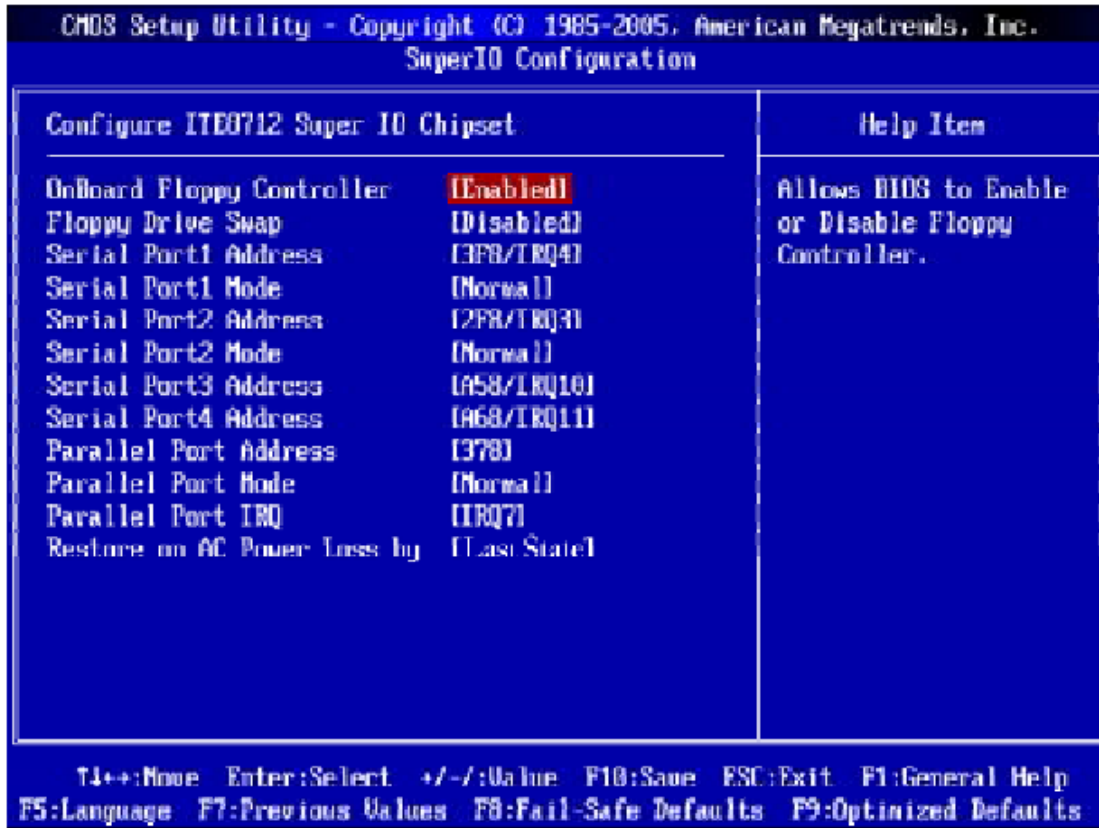 CMOS Setup Utility - Copyright (C) 1985-2005, American Megatrends, Inc.
SuperIO Configuration
Configure ITE8712 Super IO Chipset
Help Item
OnBoard Floppy Controller [Enabled]
Allows BIOS to Enable
Floppy Drive Swap [Disabled]
or Disable Floppy
Serial Port1 Address [3F8/IRQ4]
Controller.
Serial Port1 Mode [Normal]
Serial Port2 Address [2F8/IRQ3]
Serial Port2 Mode [Normal]
Serial Port3 Address [A58/IRQ10]
Serial Port4 Address [A68/IRQ11]
Parallel Port Address [378]
Parallel Port Mode [Normal]
Parallel Port IRQ [IRQ7]
Restore on AC Power Loss by [Last State]
↑↓←→:Move Enter:Select +/-/:Value F10:Save ESC:Exit F1:General Help
F5:Language F7:Previous Values F8:Fail-Safe Defaults F9:Optimized Defaults